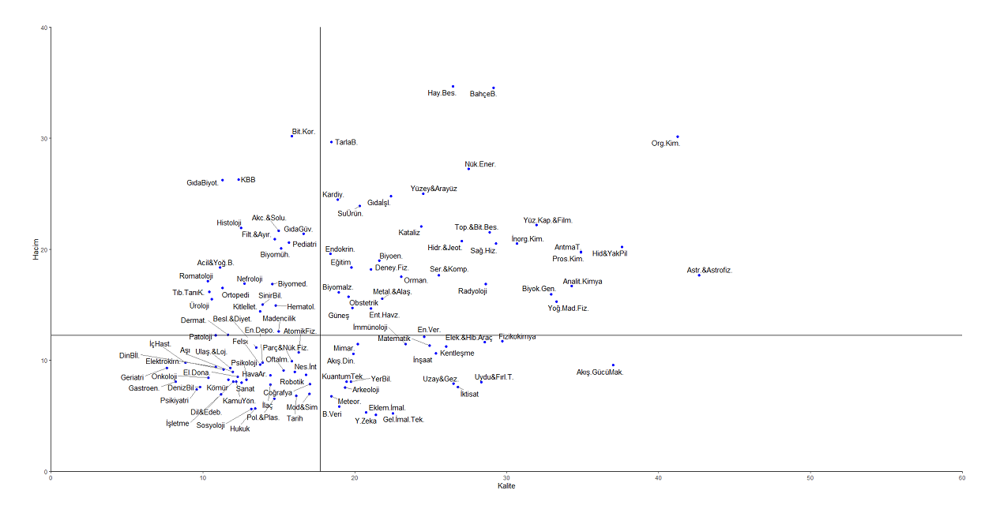 40
Hay.Bes.
BahçeB.
30
Bit.Kor.
TarlaB.
Org.Kim.
Nük.Ener.
GıdaBiyot.
KBB
Kardiy.
Yüzey&Arayüz
Gıdaİşl.
SuÜrün.
Histoloji
Akc.&Solu.
GıdaGüv.
Filt.&Ayır.
Pediatri
Biyomüh.
Kataliz
Top.&Bit.Bes.
Yüz.Kap.&Film.
Hidr.&Jeot.
Sağ.Hiz.
İnorg.Kim.
ArıtmaT.
Pros.Kim.
Hid&YakPil
Hacim
20
Endokrin.
Eğitim
Biyoen.
Deney.Fiz.
Acil&Yoğ.B.
Romatoloji
Nefroloji
Biyomed.
Orman.
Ser.&Komp.
Radyoloji
Astr.&Astrofiz.
Analit.Kimya
Biyok.Gen.
Yoğ.Mad.Fiz.
Tıb.TanıK.
Ortopedi
SinirBil.
Üroloji
Kitlellet.
Hematol.
Biyomalz.
Metal.&Alaş.
Obstetrik
Güneş
Ent.Havz.
Dermat.
Besl.&Diyet.
Madencilik
En.Depo.
AtomikFiz.
İmmünoloji
En.Ver.
Patoloji
Felsc
Parç&Nük.Fiz.
Matematik
Elek.&Hib.Araç
Fizikokimya
İçHast.
Aşı
Ulaş.&Loj.
Mimar.
Kentleşme
DinBil.
Elektrokim.
Psikoloji
Oftalm.
Nes.İnt
Akış.Din.
İnşaat
10
Geriatri
Onkoloji
El.Dona.
HavaAr.
Robotik
KuantumTek.
YerBil.
Uzay&Gez.
Uydu&Fırl.T.
Akış.GücüMak.
Gastroen.
DenizBil
Kömür
Sanat
Coğrafya
Arkeoloji
İktisat
Psikiyatri
KamuYön.
İlaç
Mod&Sim
Meteor.
Dil&Edeb.
Pol.&Plas.
Tarih
B.Veri
Eklem.İmal.
İşletme
Sosyoloji
Hukuk
Y.Zeka
Gel.İmal.Tek.
0
0
10
20
30
40
50
60
Kalite